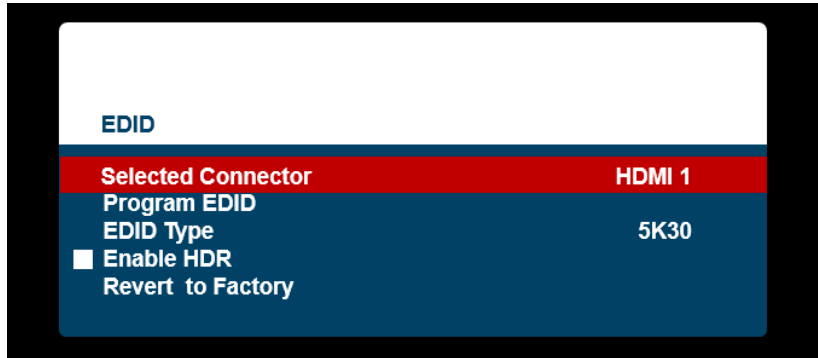 EDID
Selected Connector HDMI 1
Program EDID
EDID Type 5K30
Enable HDR
Revert to Factory